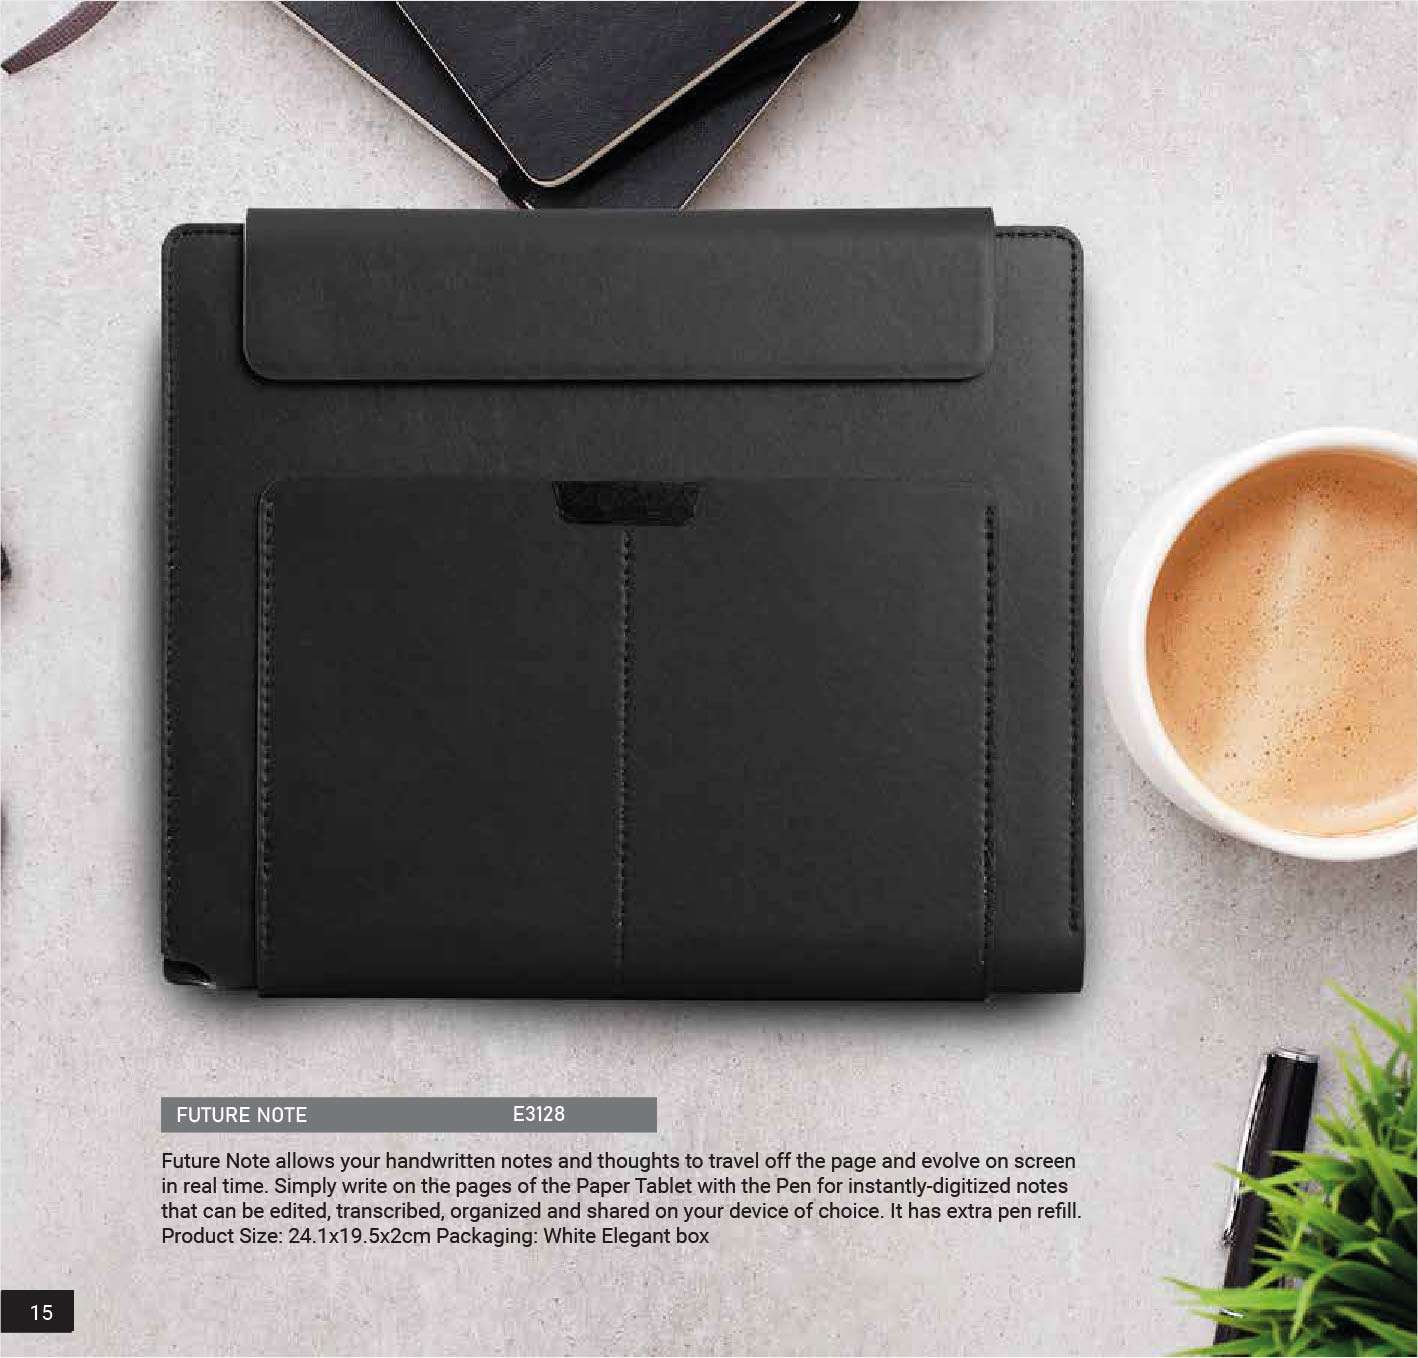 FUTURE NOTE E3128
Future Note allows your handwritten notes and thoughts to travel off the page and evolve on screen
in real time. Simply write on the pages of the Paper Tablet with the Pen for instantly-digitized notes
that can be edited, transcribed, organized and shared on your device of choice. It has extra pen refill.
Product Size: 24.1x19.5x2cm Packaging: White Elegant box
15